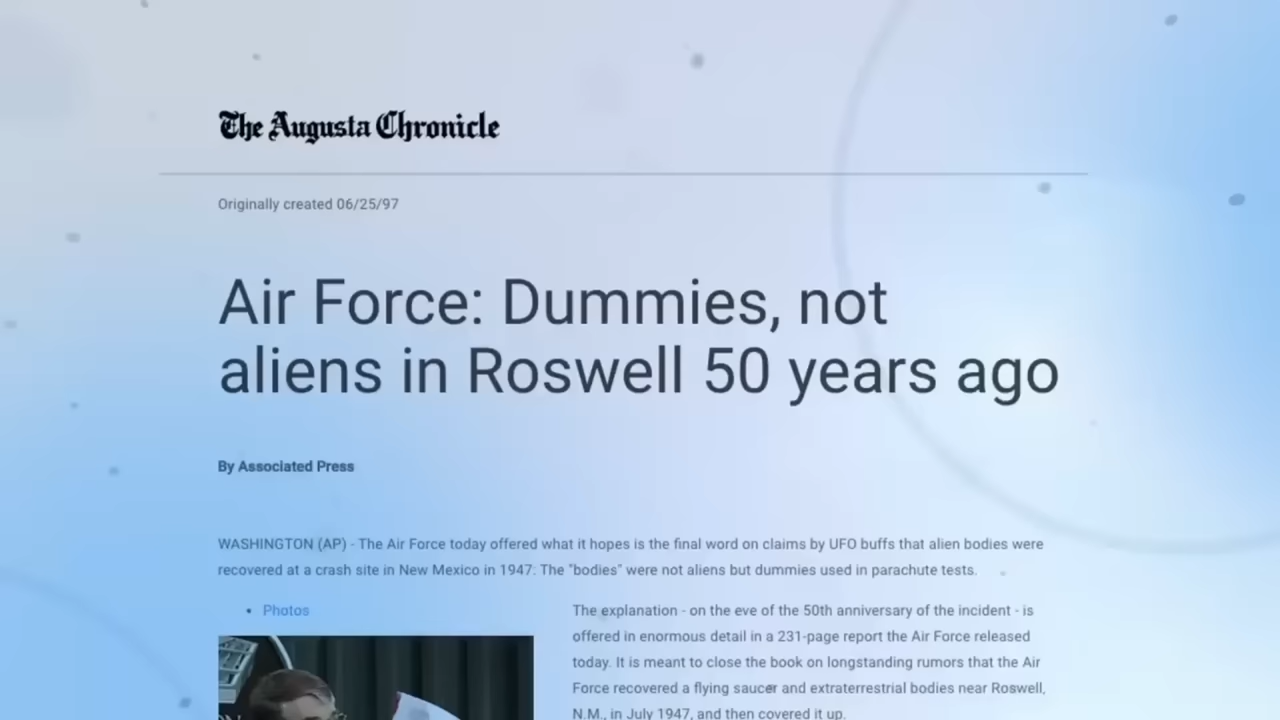 The Augusta Chronicle
Originally created 06/25/97
Air Force: Dummies, not
aliens in Roswell 50 years ago
By Associated Press
WASHINGTON (AP) - The Air Force today offered what it hopes is the final word on claims by UFO buffs that alien bodies were
recovered at a crash site in New Mexico in 1947: The "bodies" were not aliens but dummies used in parachute tests.
• Photos
The explanation - on the eve of the 50th anniversary of the incident - is
offered in enormous detail in a 231-page report the Air Force released
today. It is meant to close the book on longstanding rumors that the Air
Force recovered a flying saucer and extraterrestrial bodies near Roswell,
N.M., in July 1947, and then covered it up.